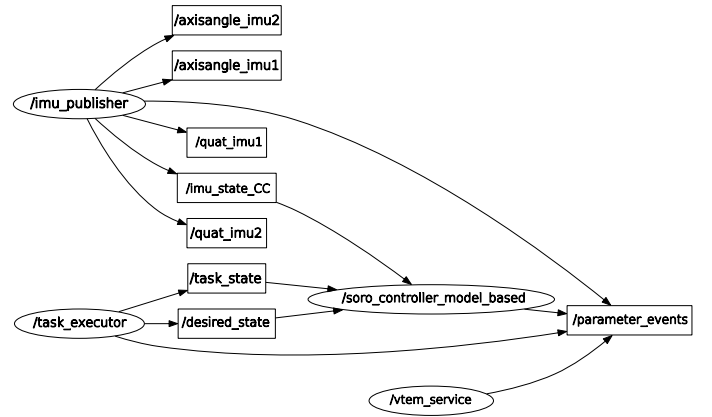 /axisangle_imu2
/axisangle_imu1
/imu_publisher
/quat_imu1
/imu_state_CC
/quat_imu2
/task_state
/soro_controller_model_based
/task_executor
/desired_state
/parameter_events
/vtem_service